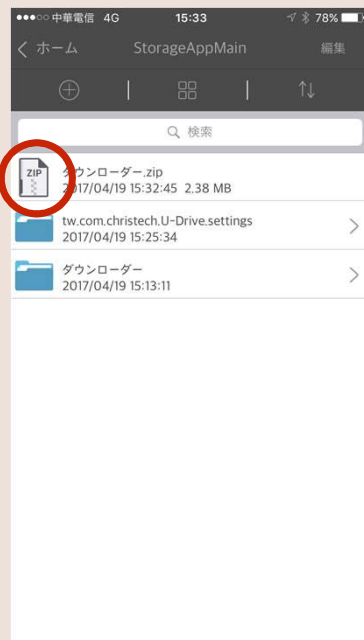 中華電信 4G 15:33 78%
ホーム StorageAppMain 編集
検索
ZIP
ダウンローダー.zip
2017/04/19 15:32:45 2.38 MB
tw.com.christech.U-Drive.settings
2017/04/19 15:25:34
ダウンローダー
2017/04/19 15:13:11